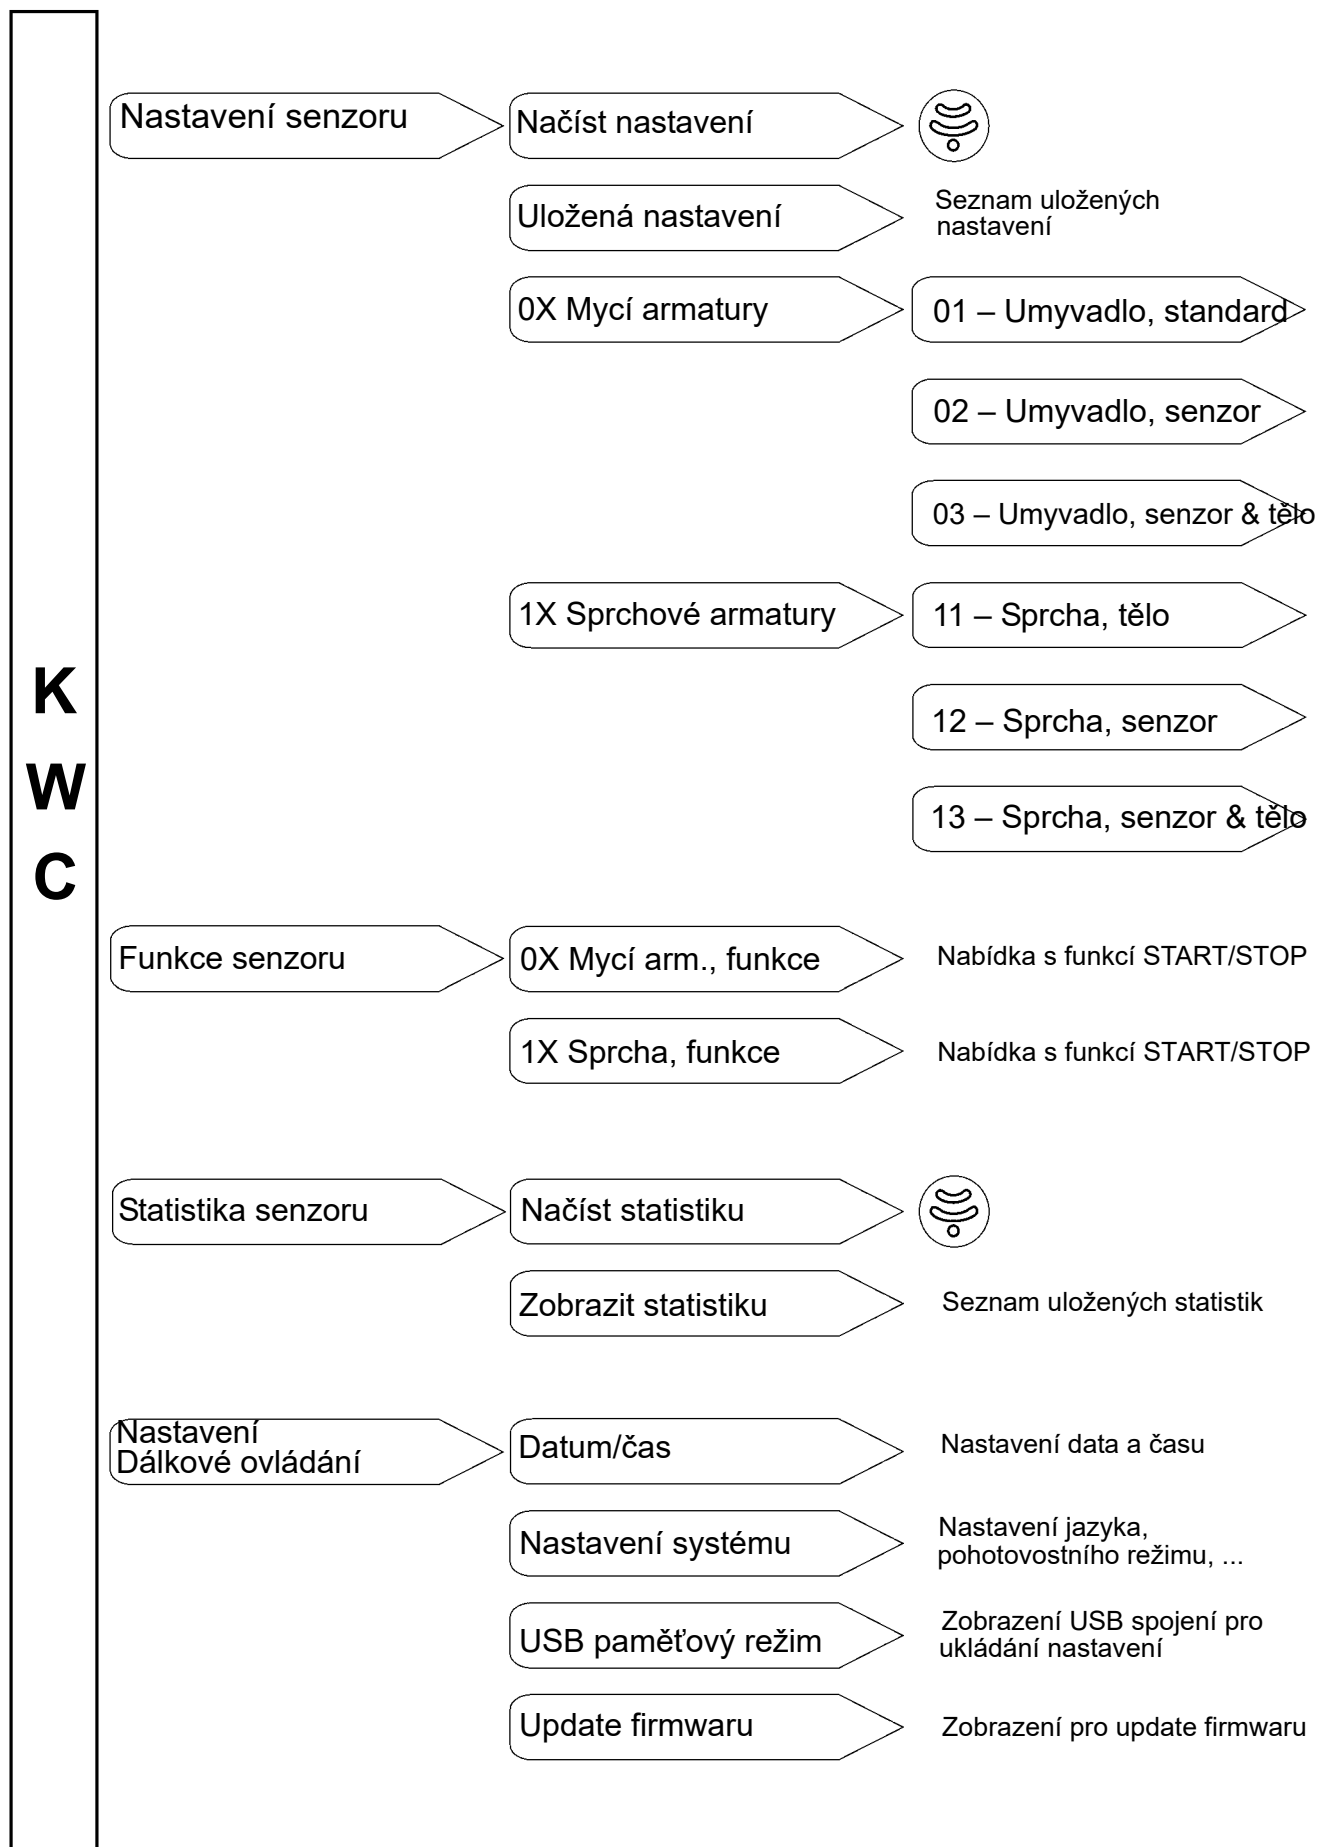 K
W
C
Nastavení senzoru
Načíst nastavení
Uložená nastavení
Seznam uložených
nastavení
0X Mycí armatury
01 – Umyvadlo, standard
02 – Umyvadlo, senzor
03 – Umyvadlo, senzor & tělo
1X Sprchové armatury
11 – Sprcha, tělo
12 – Sprcha, senzor
13 – Sprcha, senzor & tělo
Funkce senzoru
0X Mycí arm., funkce
Nabídka s funkcí START/STOP
1X Sprcha, funkce
Nabídka s funkcí START/STOP
Statistika senzoru
Načíst statistiku
Zobrazit statistiku
Seznam uložených statistik
Nastavení
Dálkové ovládání
Datum/čas
Nastavení data a času
Nastavení systému
Nastavení jazyka,
pohotovostního režimu, ...
USB paměťový režim
Zobrazení USB spojení pro
ukládání nastavení
Update firmwaru
Zobrazení pro update firmwaru